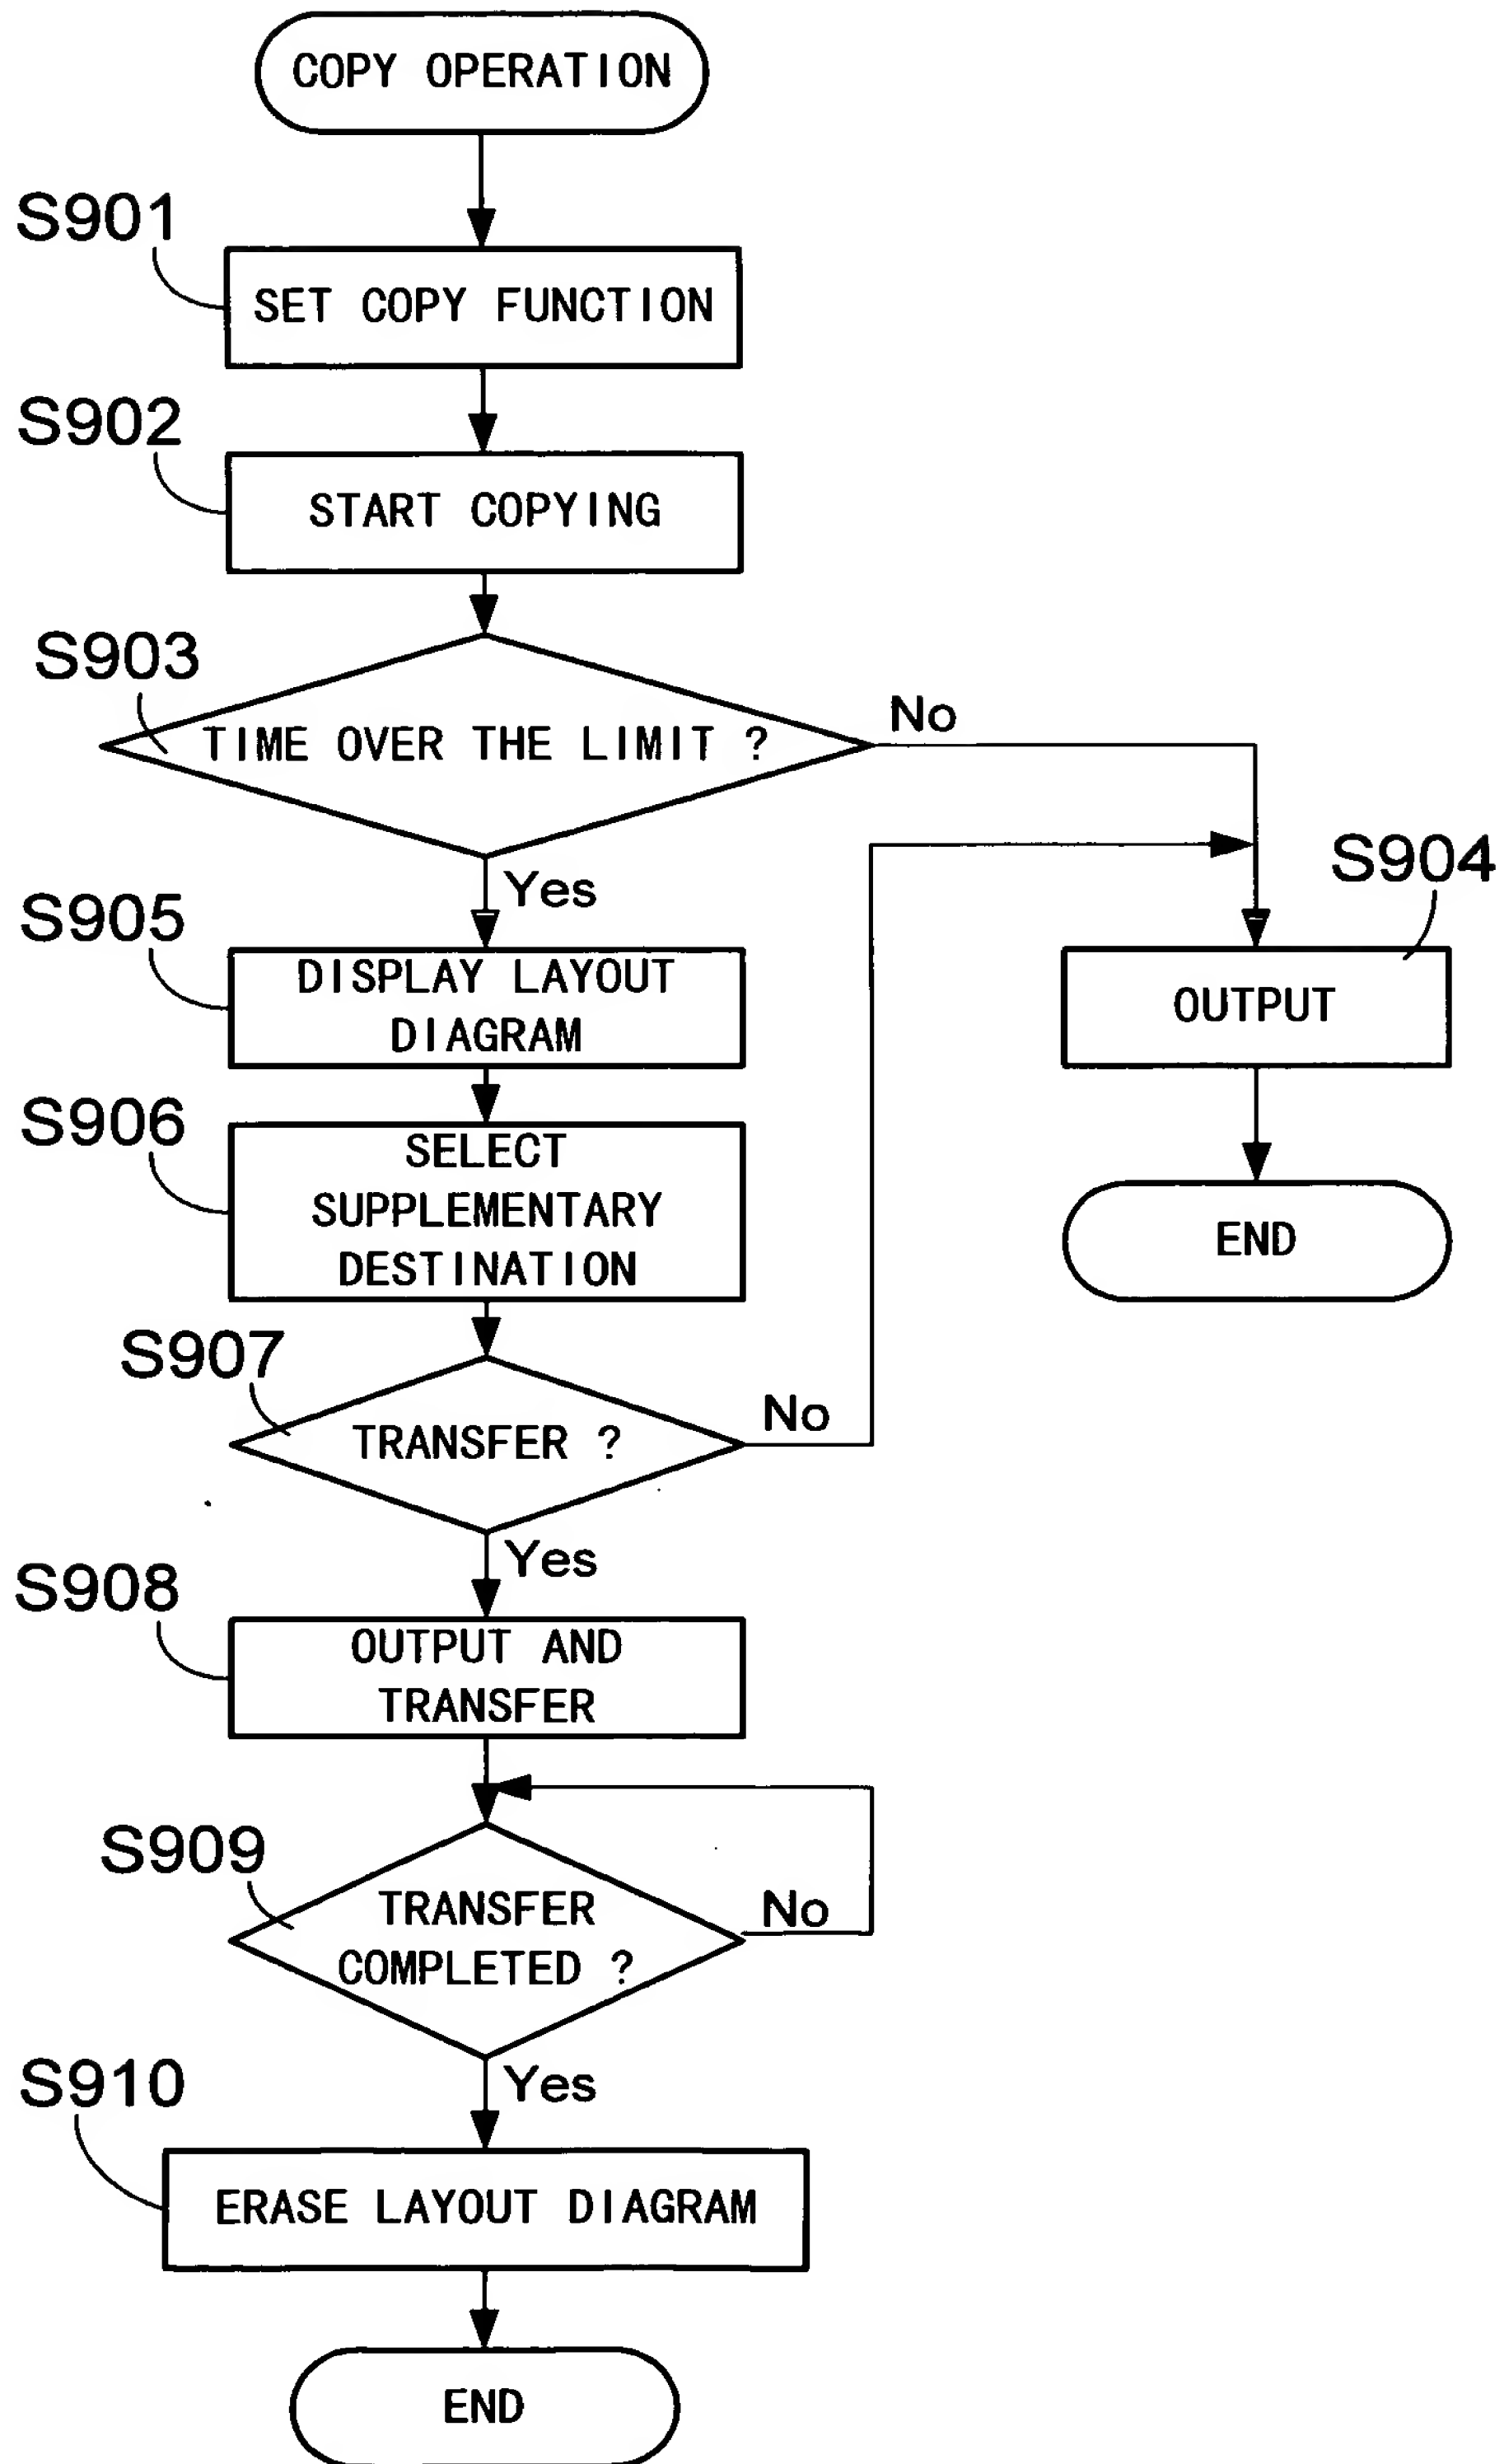 COPY OPERATION
S901
SET COPY FUNCTION
S902
START COPYING
S903
TIME OVER THE LIMIT ?
No
Yes
S904
OUTPUT
END
S905
DISPLAY LAYOUT
DIAGRAM
S906
SELECT
SUPPLEMENTARY
DESTINATION
S907
TRANSFER ?
No
Yes
S908
OUTPUT AND
TRANSFER
S909
TRANSFER
COMPLETED ?
No
Yes
S910
ERASE LAYOUT DIAGRAM
END